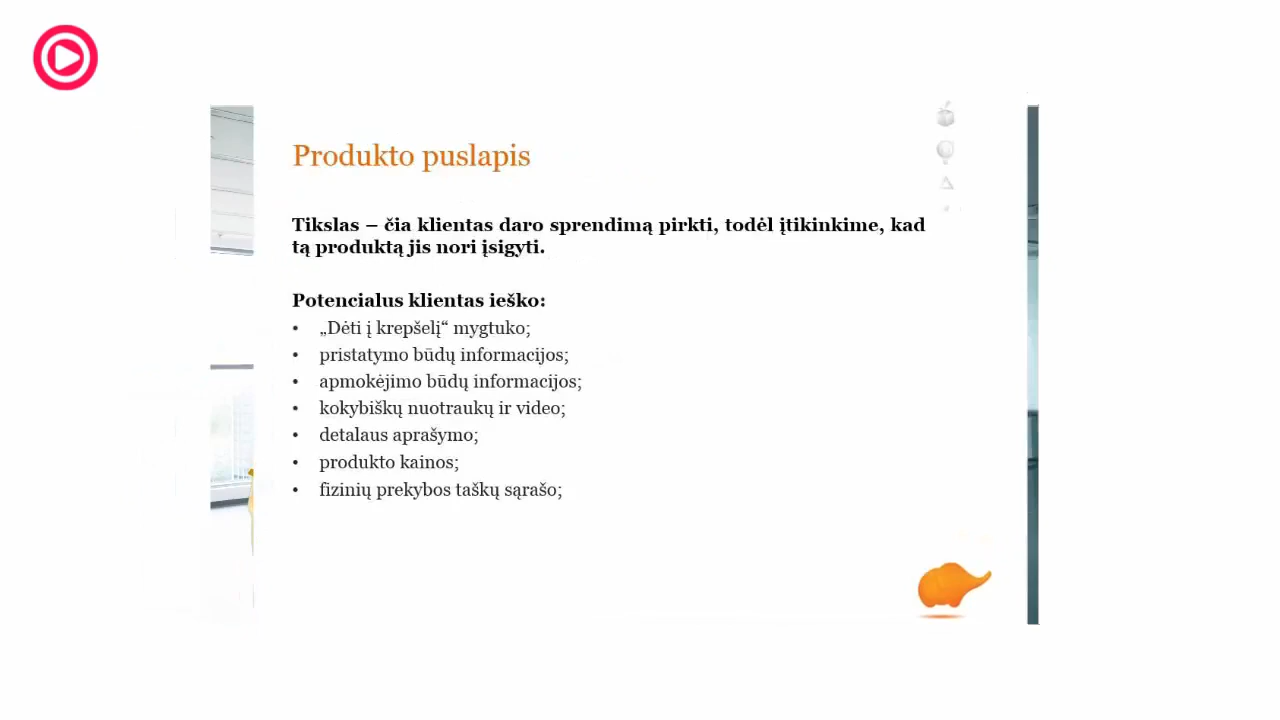 Produkto puslapis
Tikslas – čia klientas daro sprendimą pirkti, todėl įtikinkime, kad
tą produktą jis nori įsigyti.
Potencialus klientas ieško:
• „Dėti į krepšelį“ mygtuko;
• pristatymo būdų informacijos;
• apmokėjimo būdų informacijos;
• kokybiškų nuotraukų ir video;
• detalaus aprašymo;
• produkto kainos;
• fizinių prekybos taškų sąrašo;